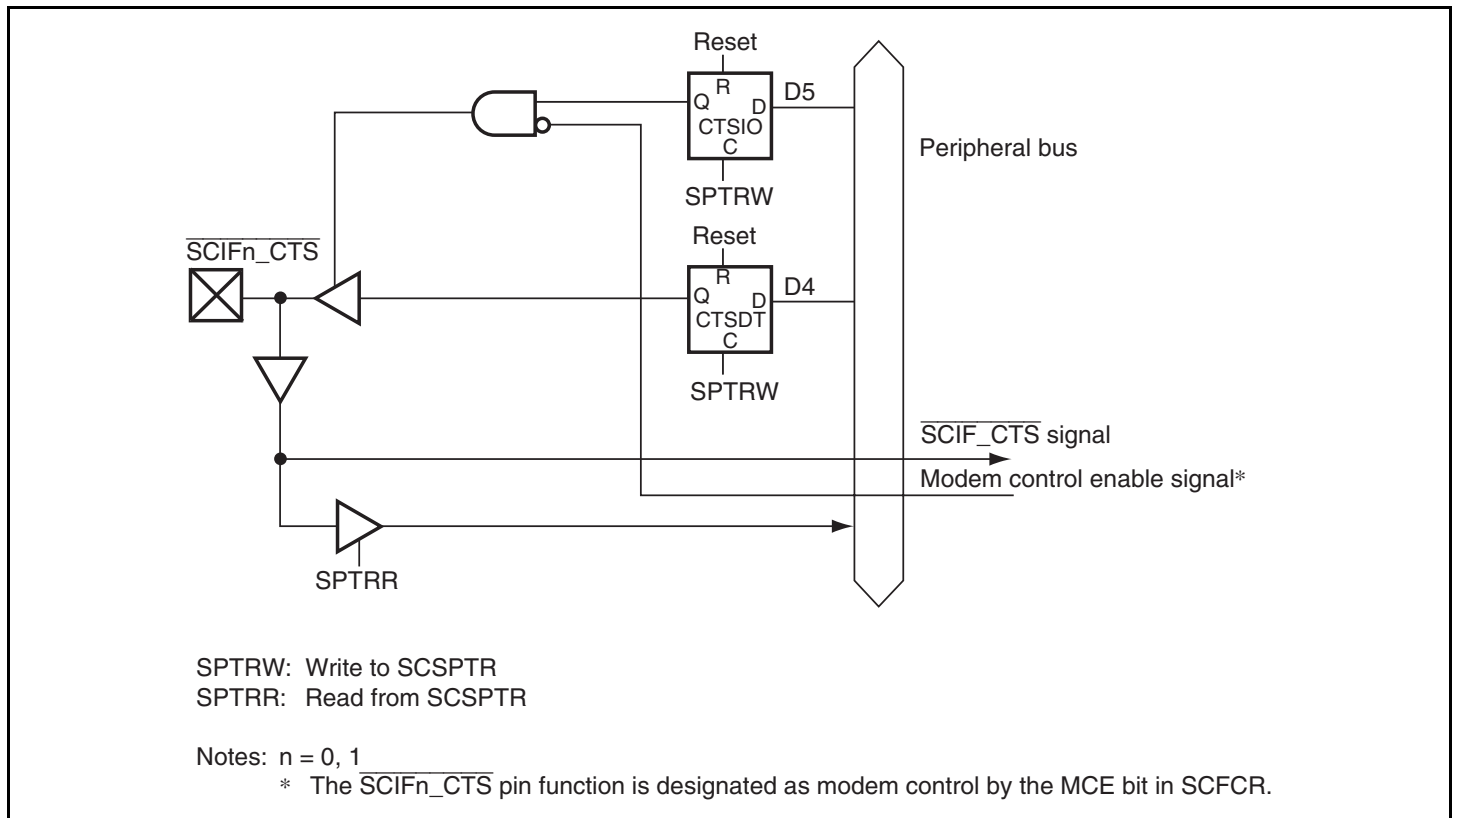 Reset
R
Q
D
D5
CTSIO
C
Peripheral bus
SPTRW
Reset
SCIFn_CTS
R
Q
D
D4
CTSDT
C
SPTRW
SCIF_CTS signal
Modem control enable signal*
SPTRR
SPTRW: Write to SCSPTR
SPTRR: Read from SCSPTR
Notes: n = 0, 1
* The SCIFn_CTS pin function is designated as modem control by the MCE bit in SCFCR.